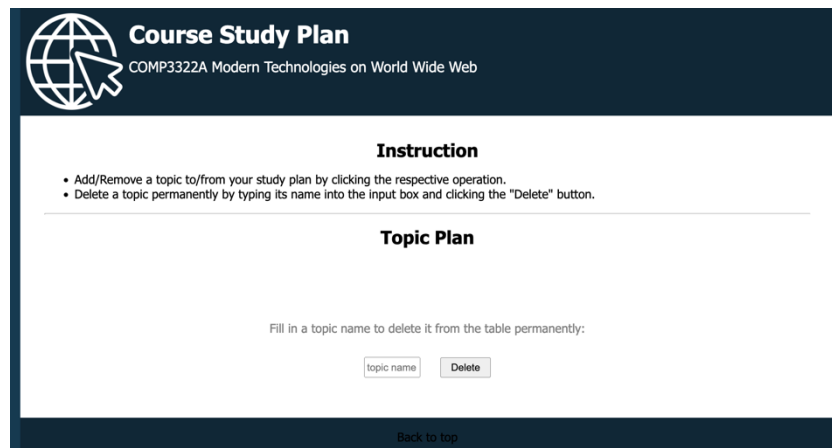 Course Study Plan
COMP3322A Modern Technologies on World Wide Web
Instruction
• Add/Remove a topic to/from your study plan by clicking the respective operation.
• Delete a topic permanently by typing its name into the input box and clicking the "Delete" button.
Topic Plan
Fill in a topic name to delete it from the table permanently:
topic name Delete
Back to top